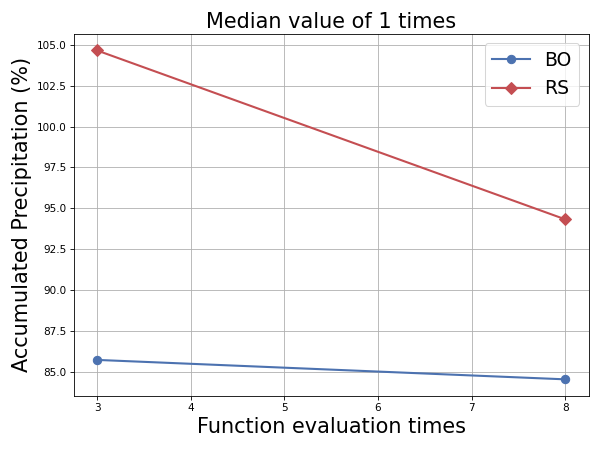 Median value of 1 times
Accumulated Precipitation (%)
105.0
102.5
100.0
97.5
95.0
92.5
90.0
87.5
85.0
BO
RS
3 4 5 6 7 8
Function evaluation times